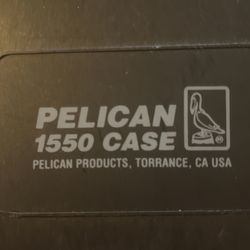 PELICAN
1550 CASE
PELICAN PRODUCTS, TORRANCE, CA USA